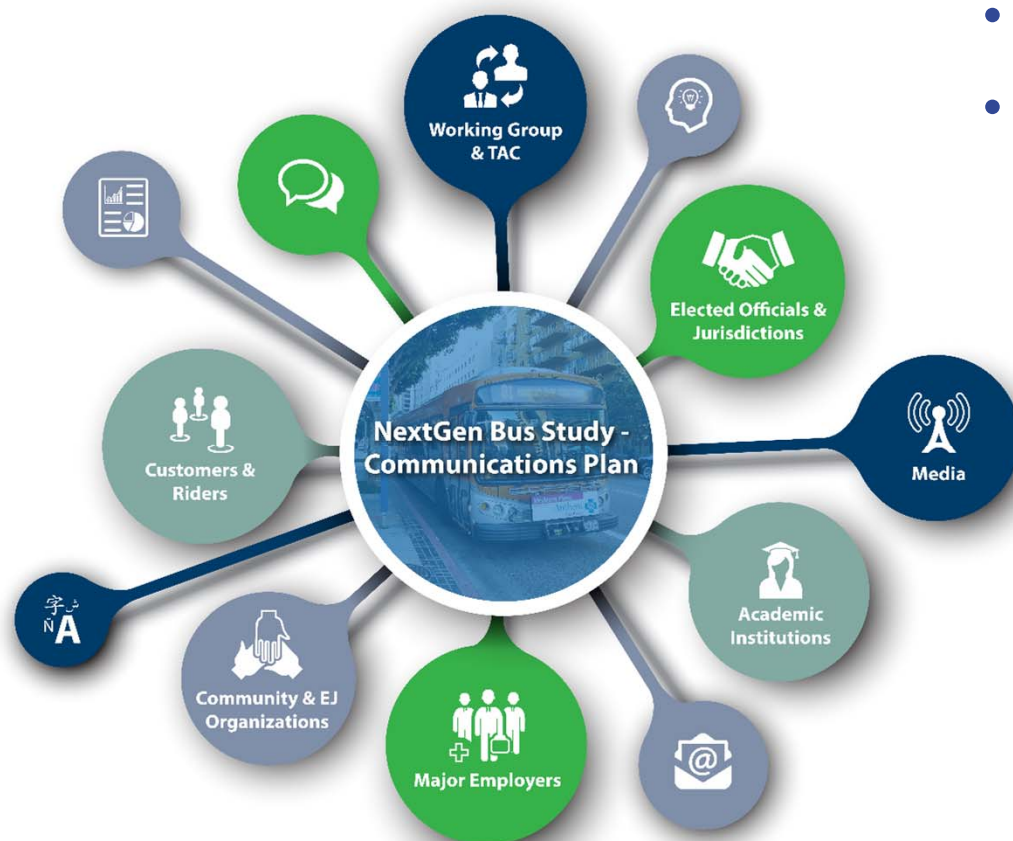 Working Group
& TAC
Elected Officials &
Jurisdictions
NextGen Bus Study -
Communications Plan
Customers &
Riders
Media
字
Ñ A
@
Academic
Institutions
Community & EJ
Organizations
Major Employers